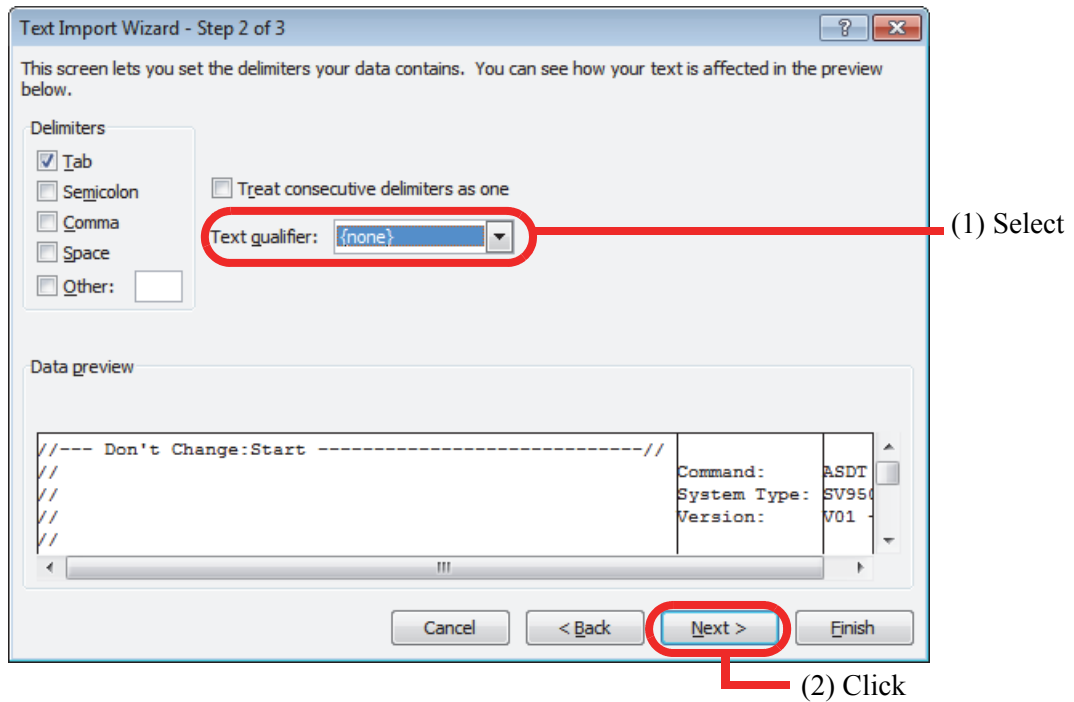 Text Import Wizard - Step 2 of 3
This screen lets you set the delimiters your data contains.  You can see how your text is affected in the preview
below.
Delimiters
Tab
Semicolon
Comma
Space
Other:
Treat consecutive delimiters as one
Text qualifier: {none}
(1) Select
Data preview
//--- Don't Change:Start -----------------------------//
// Command: ASDT
// System Type: SV950
// Version: V01 -
//
Cancel
< Back
Next >
Finish
(2) Click